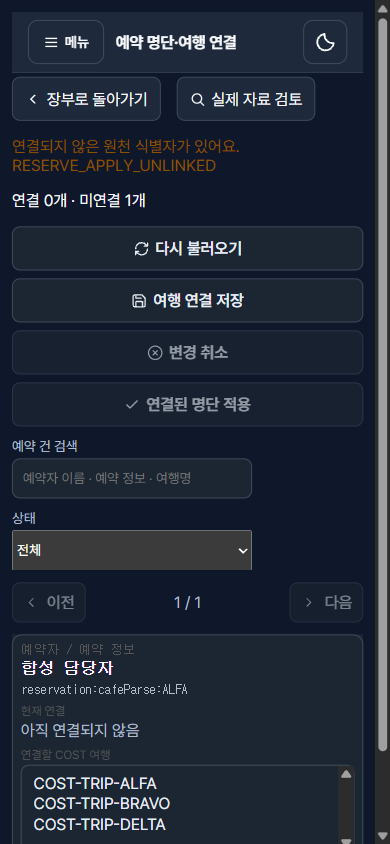 메뉴
예약 명단·여행 연결
장부로 돌아가기
실제 자료 검토
연결되지 않은 원천 식별자가 있어요.
RESERVE_APPLY_UNLINKED
연결 0개 · 미연결 1개
다시 불러오기
여행 연결 저장
변경 취소
연결된 명단 적용
예약 건 검색
예약자 이름 · 예약 정보 · 여행명
상태
전체
이전
1 / 1
다음
예약자 / 예약 정보
합성 담당자
reservation:cafeParse:ALFA
현재 연결
아직 연결되지 않음
연결할 COST 여행
COST-TRIP-ALFA
COST-TRIP-BRAVO
COST-TRIP-DELTA